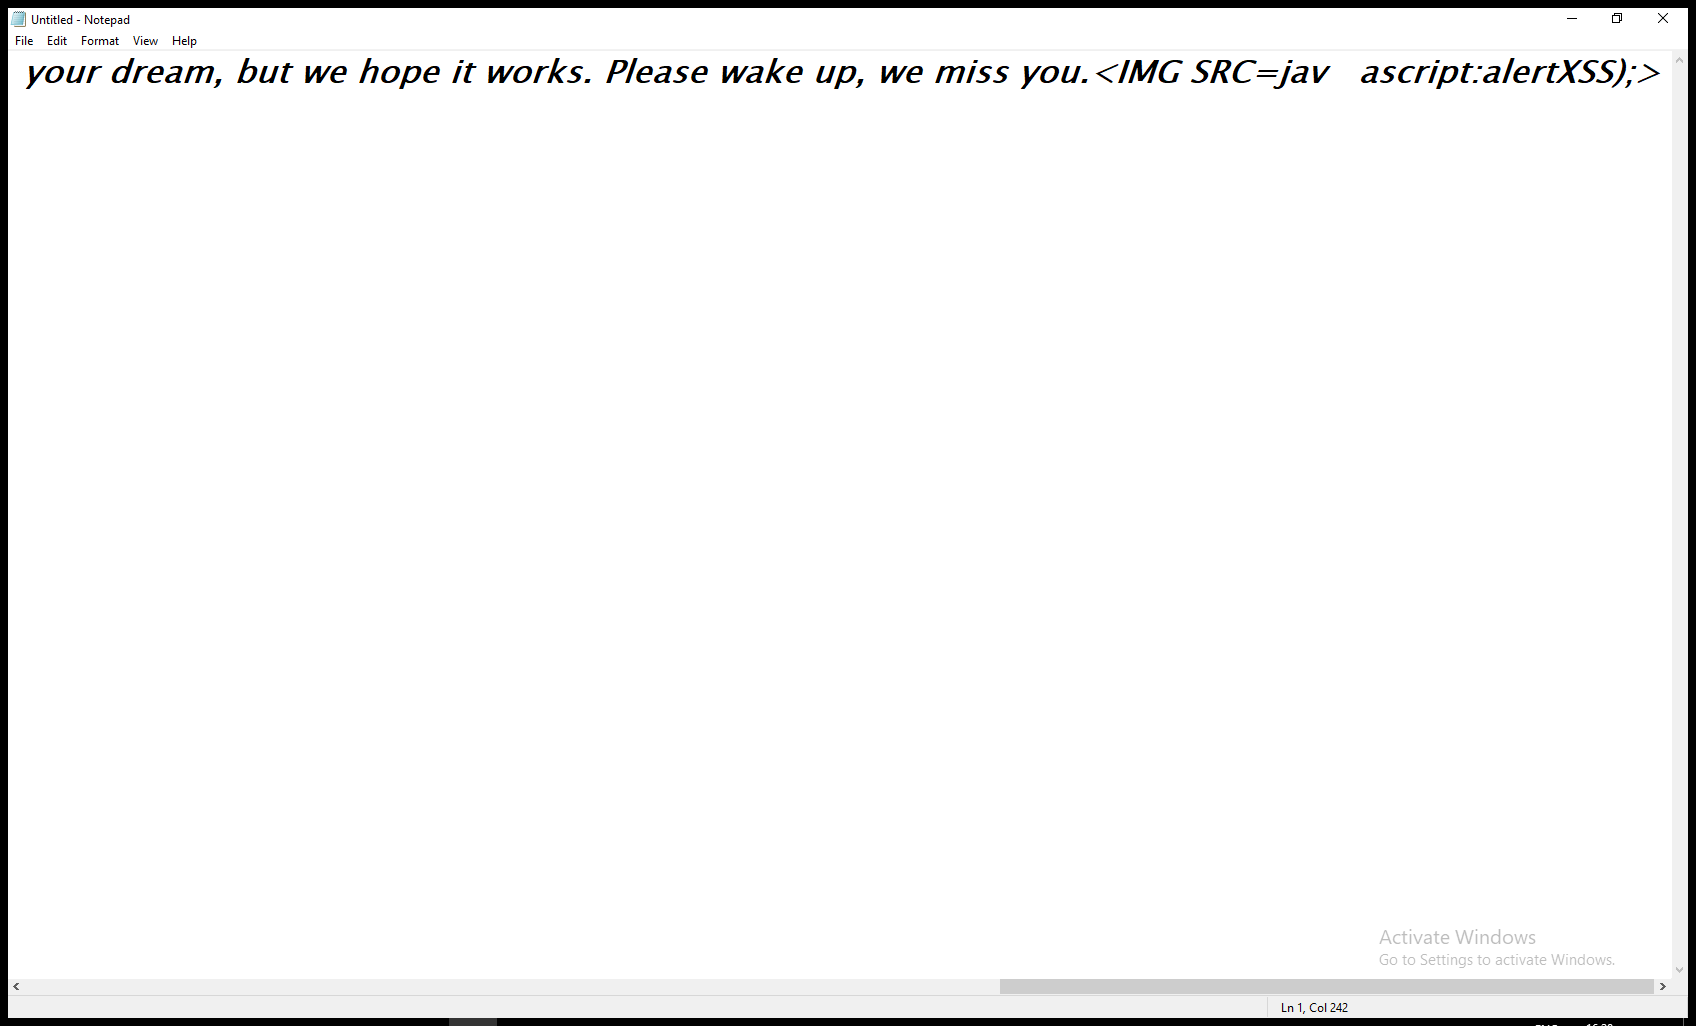 Untitled - Notepad
File Edit Format View Help
your dream, but we hope it works. Please wake up, we miss you.<IMG SRC=jav   ascript:alertXSS);>
Activate Windows
Go to Settings to activate Windows.
Ln 1, Col 242